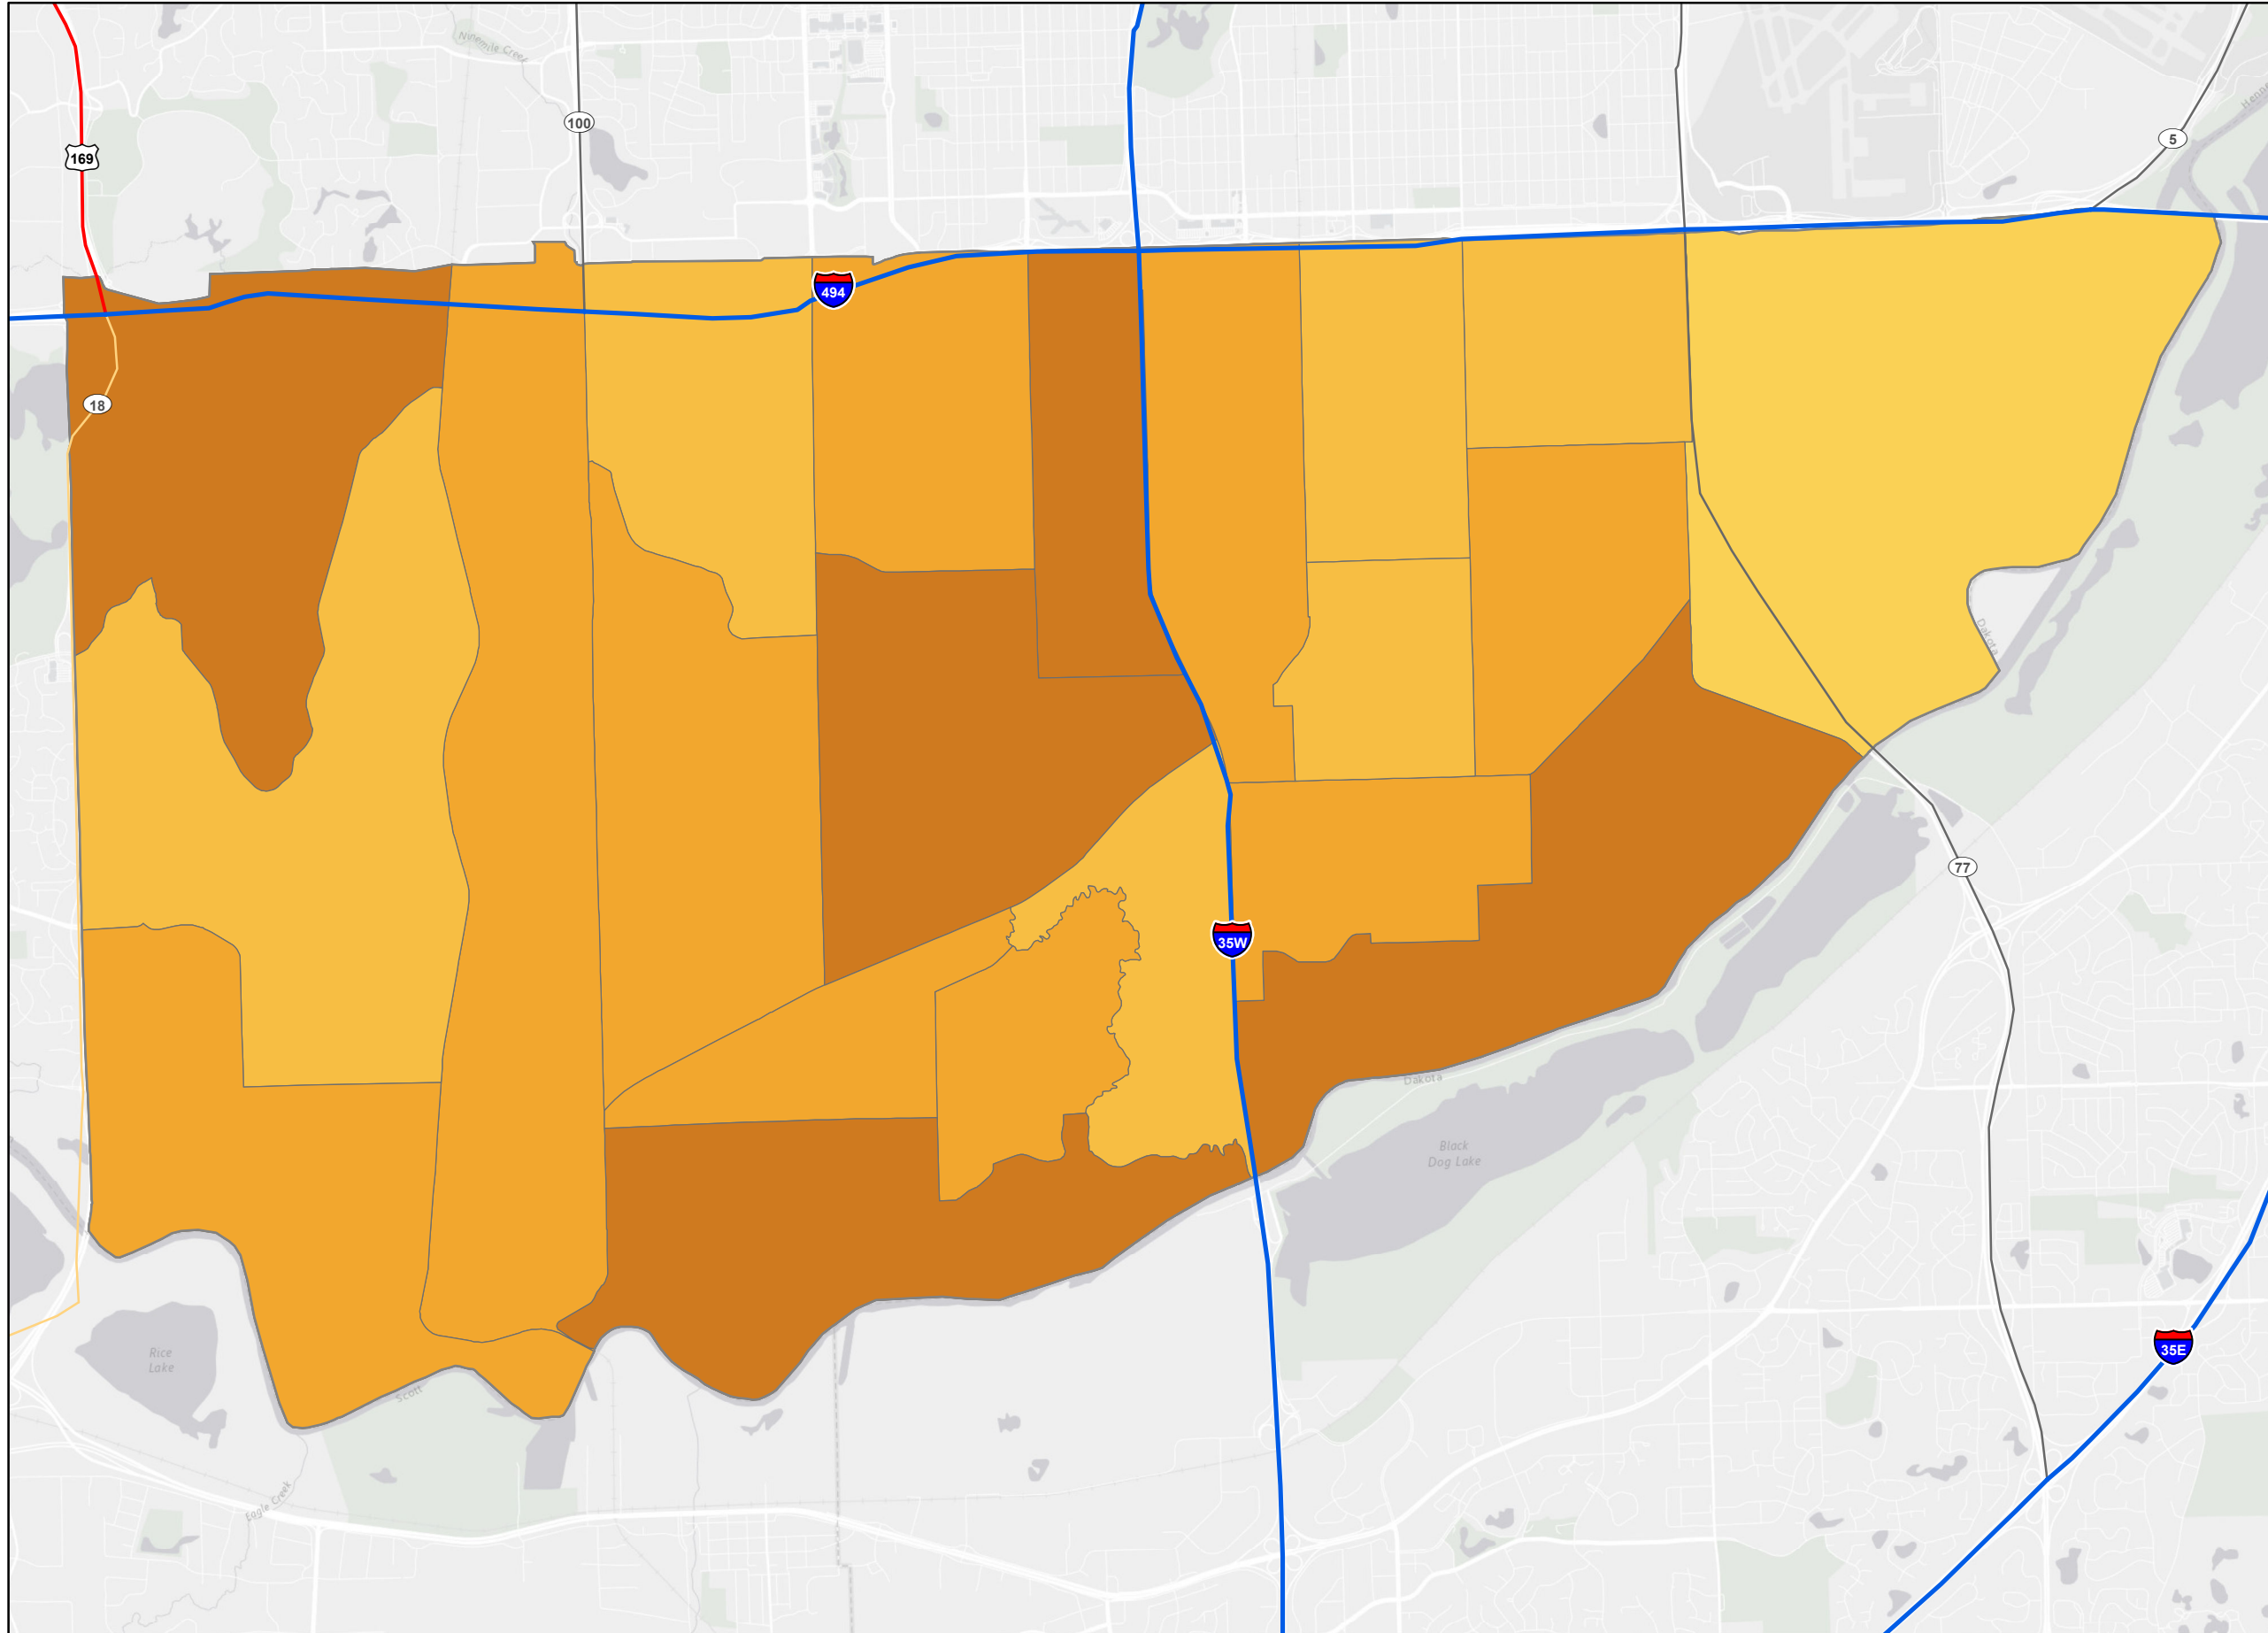 Ninemile Creek
100
5
169
494
18
Dakota
77
35W
Dakota
Black
Dog Lake
35E
Rice
Lake
Scott
Eagle Creek